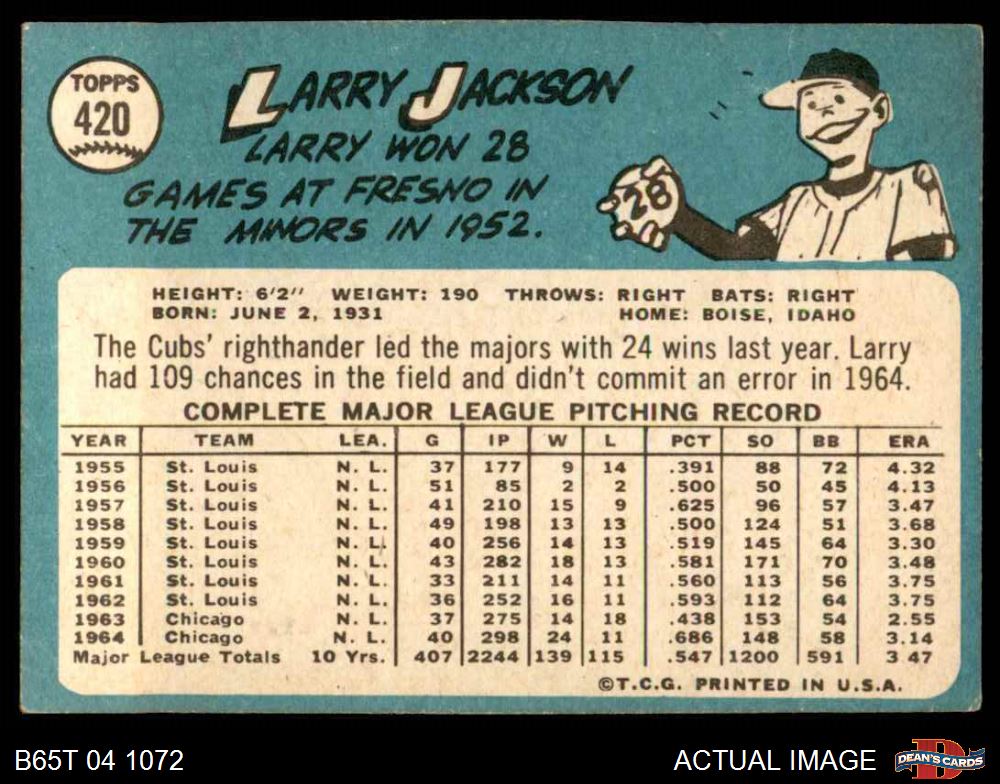 TOPPS
420
LARRY JACKSON
LARRY WON 28
GAMES AT FRESNO IN
THE MINORS IN 1952.
28
HEIGHT: 6'2" WEIGHT: 190 THROWS: RIGHT BATS: RIGHT
BORN: JUNE 2, 1931 HOME: BOISE, IDAHO
The Cubs' righthander led the majors with 24 wins last year. Larry
had 109 chances in the field and didn't commit an error in 1964.
COMPLETE MAJOR LEAGUE PITCHING RECORD
YEAR TEAM LEA. G IP W L PCT SO BB ERA
1955 St. Louis N. L. 37 177 9 14 .391 88 72 4.32
1956 St. Louis N. L. 51 85 2 2 .500 50 45 4.13
1957 St. Louis N. L. 41 210 15 9 .625 96 57 3.47
1958 St. Louis N. L. 49 198 13 13 .500 124 51 3.68
1959 St. Louis N. L. 40 256 14 13 .519 145 64 3.30
1960 St. Louis N. L. 43 282 18 13 .581 171 70 3.48
1961 St. Louis N. L. 33 211 14 11 .560 113 56 3.75
1962 St. Louis N. L. 36 252 16 11 .593 112 64 3.75
1963 Chicago N. L. 37 275 14 18 .438 153 54 2.55
1964 Chicago N. L. 40 298 24 11 .686 148 58 3.14
Major League Totals 10 Yrs. 407 2244 139 115 .547 1200 591 3 47
©T.C.G. PRINTED IN U.S.A.
B65T 04 1072 ACTUAL IMAGE DEAN'S CARDS